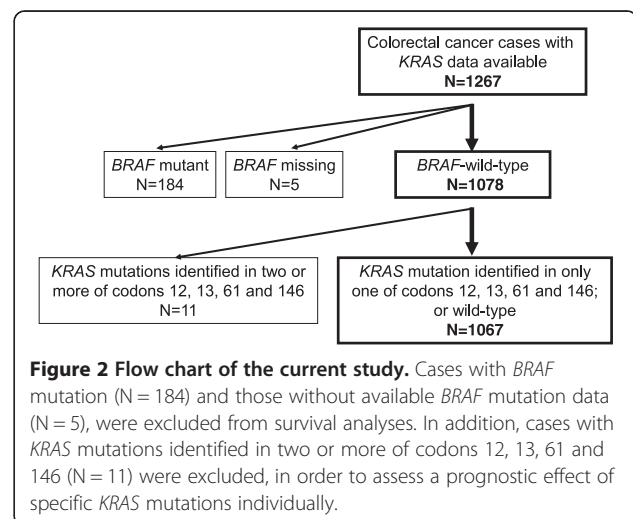 Colorectal cancer cases with
KRAS data available
N=1267
BRAF mutant
N=184
BRAF missing
N=5
BRAF-wild-type
N=1078
KRAS mutations identified in two or
more of codons 12, 13, 61 and 146
N=11
KRAS mutation identified in only
one of codons 12, 13, 61 and 146;
or wild-type
N=1067
Figure 2 Flow chart of the current study. Cases with BRAF
mutation (N = 184) and those without available BRAF mutation data
(N = 5), were excluded from survival analyses. In addition, cases with
KRAS mutations identified in two or more of codons 12, 13, 61 and
146 (N = 11) were excluded, in order to assess a prognostic effect of
specific KRAS mutations individually.